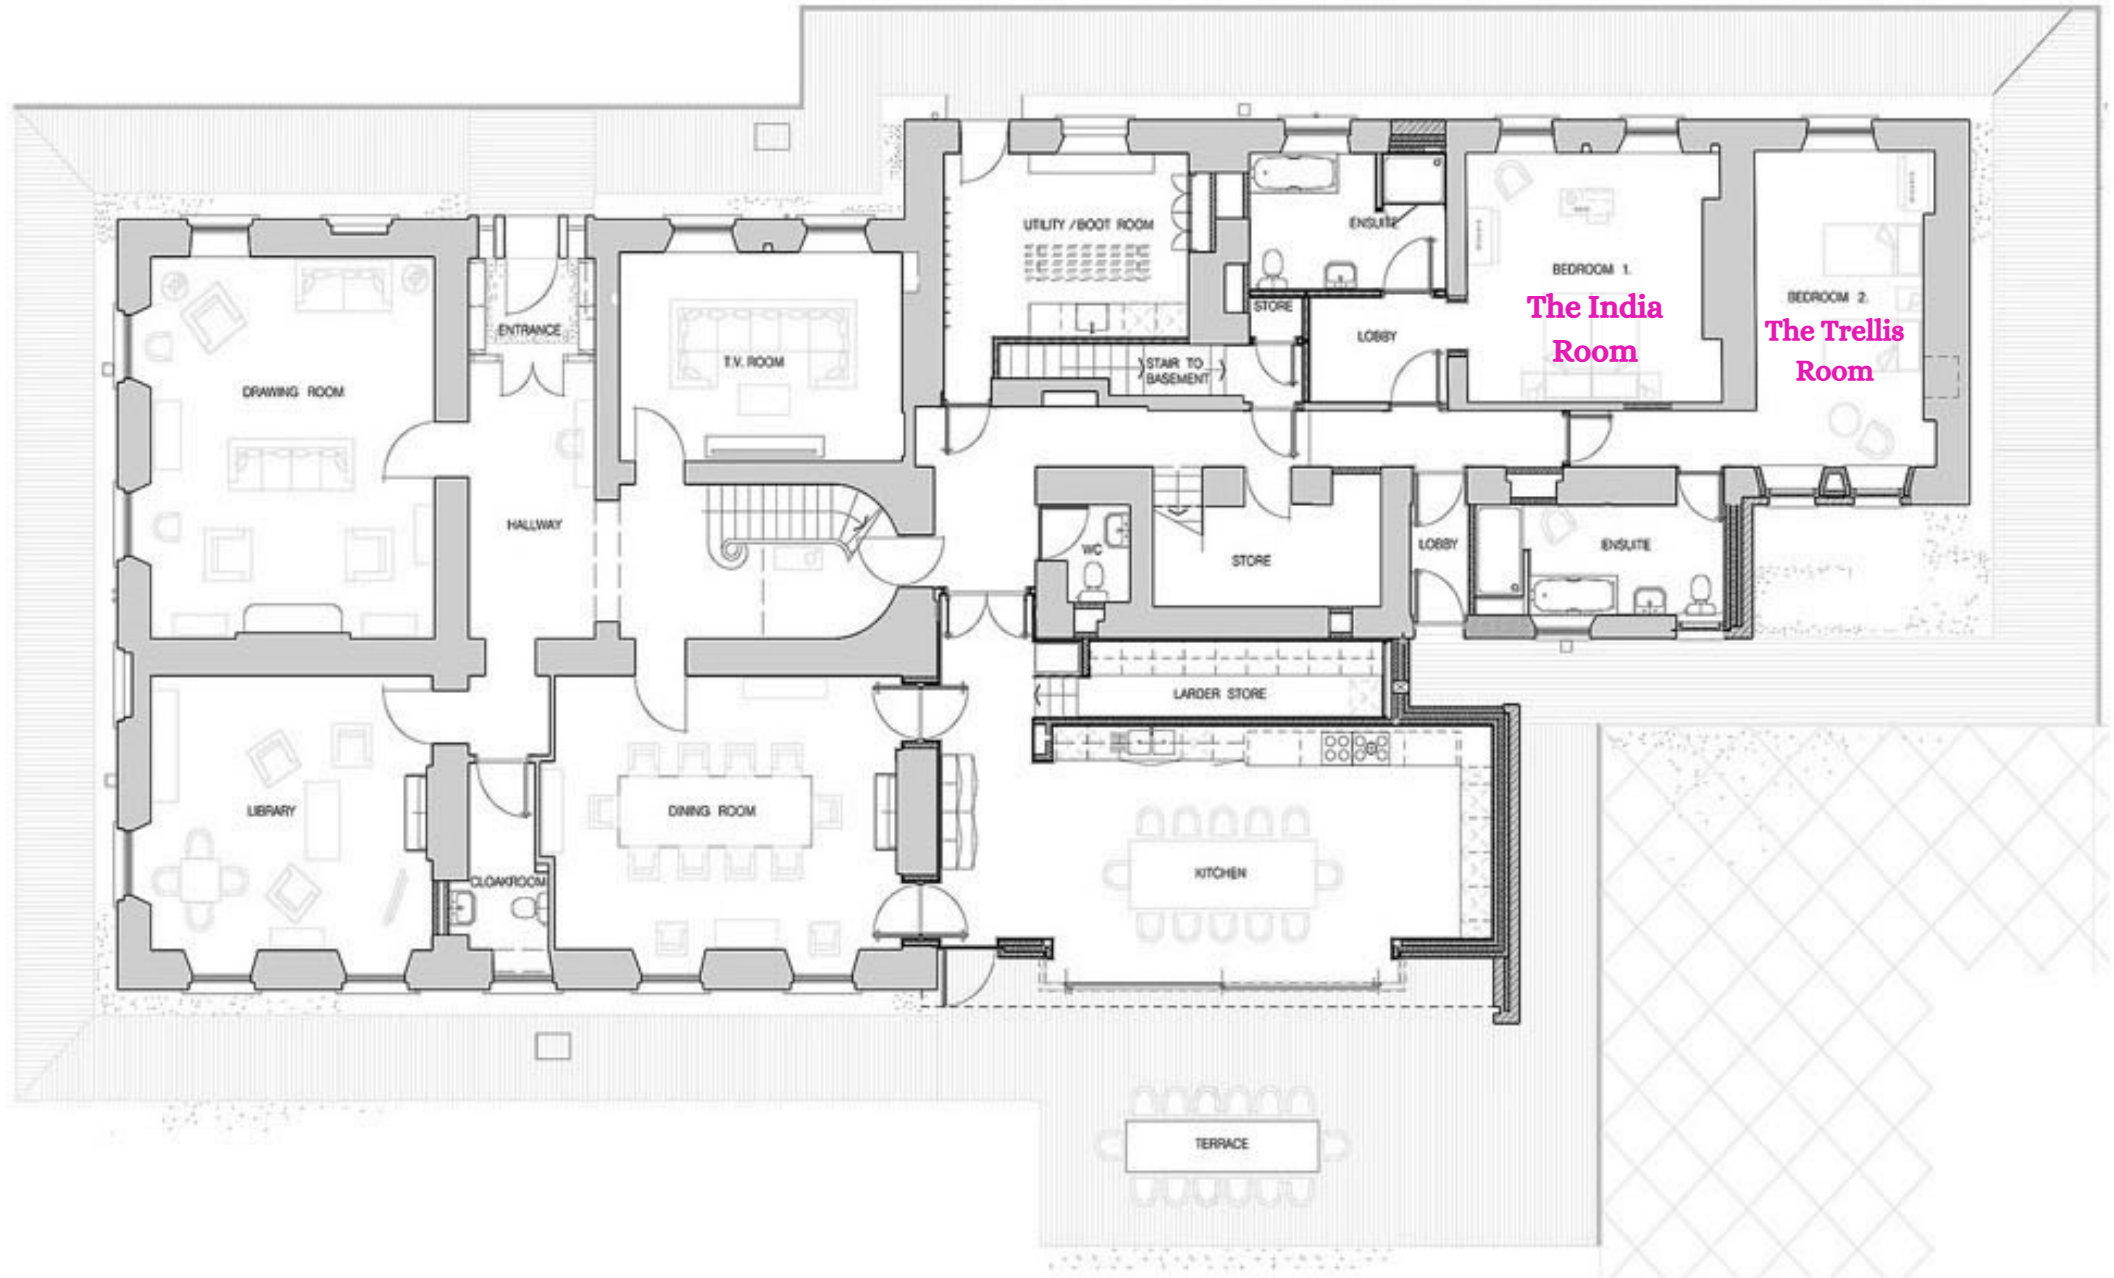 UTILITY / BOOT ROOM
ENSUITE
BEDROOM 1.
The India
Room
BEDROOM 2.
The Trellis
Room
STORE
LOBBY
ENTRANCE
T.V. ROOM
STAIR TO
BASEMENT
DRAWING ROOM
HALLWAY
WC
STORE
LOBBY
ENSUITE
LARDER STORE
LIBRARY
DINING ROOM
CLOAKROOM
KITCHEN
TERRACE